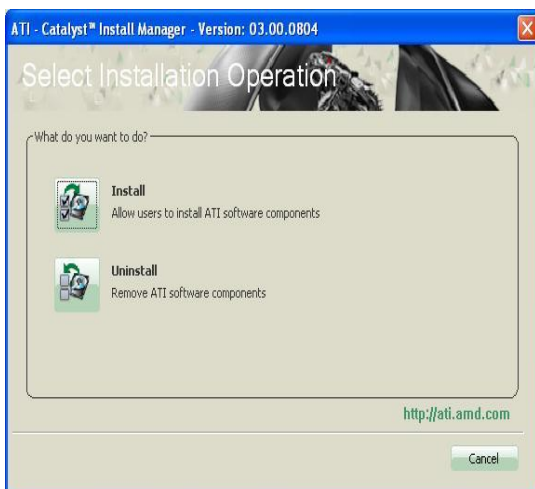 ATI - Catalyst™ Install Manager - Version: 03.00.0804
Select Installation Operation
What do you want to do?
Install
Allow users to install ATI software components
Uninstall
Remove ATI software components
http://ati.amd.com
Cancel